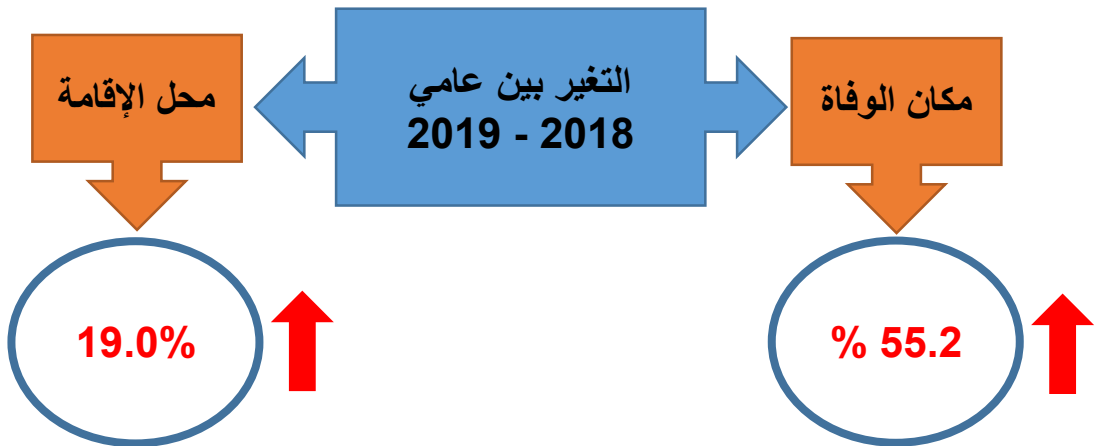 التغير بين عامي
2018 - 2019
مكان الوفاة
محل الإقامة
% 55.2
19.0%